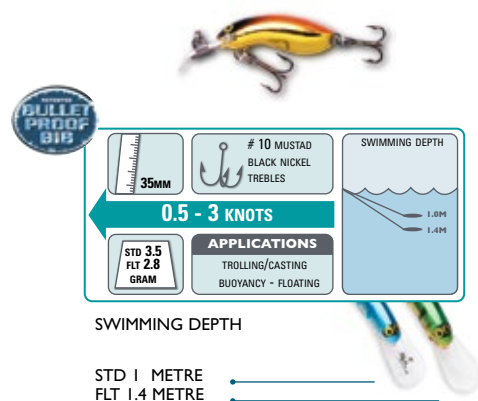 PATENTED
BULLET
PROOF
BIB
35MM
# 10 MUSTAD
BLACK NICKEL
TREBLES
SWIMMING DEPTH
1.0M
1.4M
0.5 - 3 KNOTS
STD 3.5
FLT 2.8
GRAM
APPLICATIONS
TROLLING/CASTING
BUOYANCY - FLOATING
SWIMMING DEPTH
STD 1 METRE
FLT 1.4 METRE